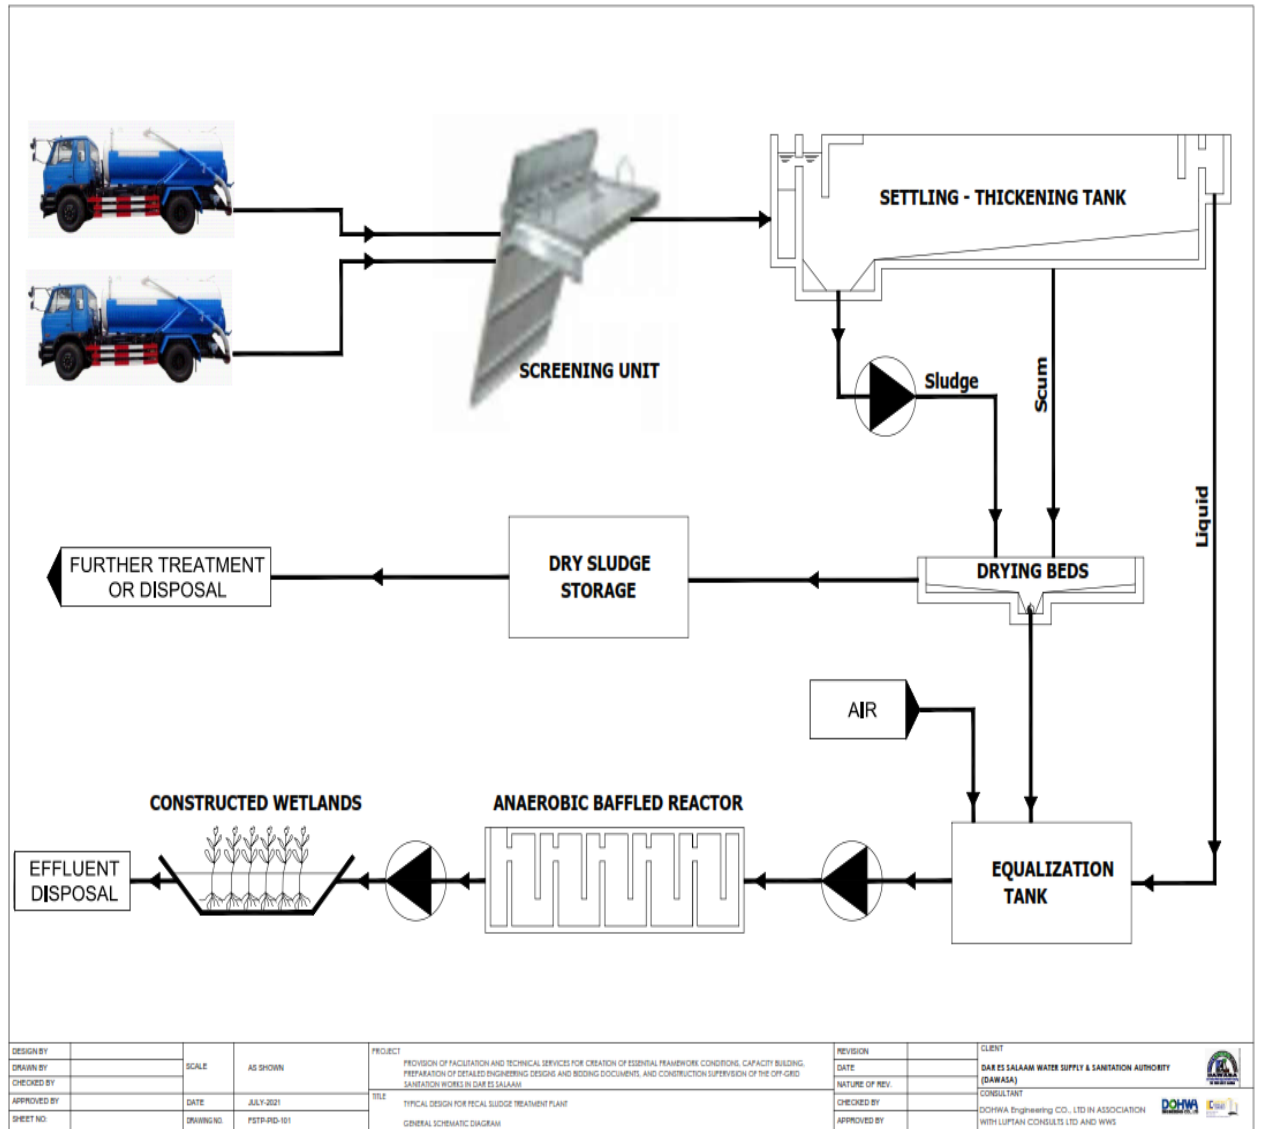 SETTLING - THICKENING TANK
SCREENING UNIT
Sludge
Scum
Liquid
FURTHER TREATMENT
OR DISPOSAL
DRY SLUDGE
STORAGE
DRYING BEDS
AIR
CONSTRUCTED WETLANDS
ANAEROBIC BAFFLED REACTOR
EFFLUENT
DISPOSAL
EQUALIZATION
TANK
DESIGN BY
DRAWN BY
CHECKED BY
APPROVED BY
SHEET NO:
SCALE
AS SHOWN
DATE
JULY-2021
DRAWING NO.
FSTP-PID-101
PROJECT
PROVISION OF FACILITATION AND TECHNICAL SERVICES FOR CREATION OF ESSENTIAL FRAMEWORK CONDITIONS, CAPACITY BUILDING,
PREPARATION OF DETAILED ENGINEERING DESIGNS AND BIDDING DOCUMENTS, AND CONSTRUCTION SUPERVISION OF THE OFF-GRID
SANITATION WORKS IN DAR ES SALAAM
TITLE
TYPICAL DESIGN FOR FECAL SLUDGE TREATMENT PLANT
GENERAL SCHEMATIC DIAGRAM
REVISION
DATE
NATURE OF REV.
CHECKED BY
APPROVED BY
CLIENT
DAR ES SALAAM WATER SUPPLY & SANITATION AUTHORITY
(DAWASA)
DAWASA
CONSULTANT
DOHWA Engineering CO., LTD IN ASSOCIATION
WITH LUPTAN CONSULTS LTD AND WWS
DOHWA